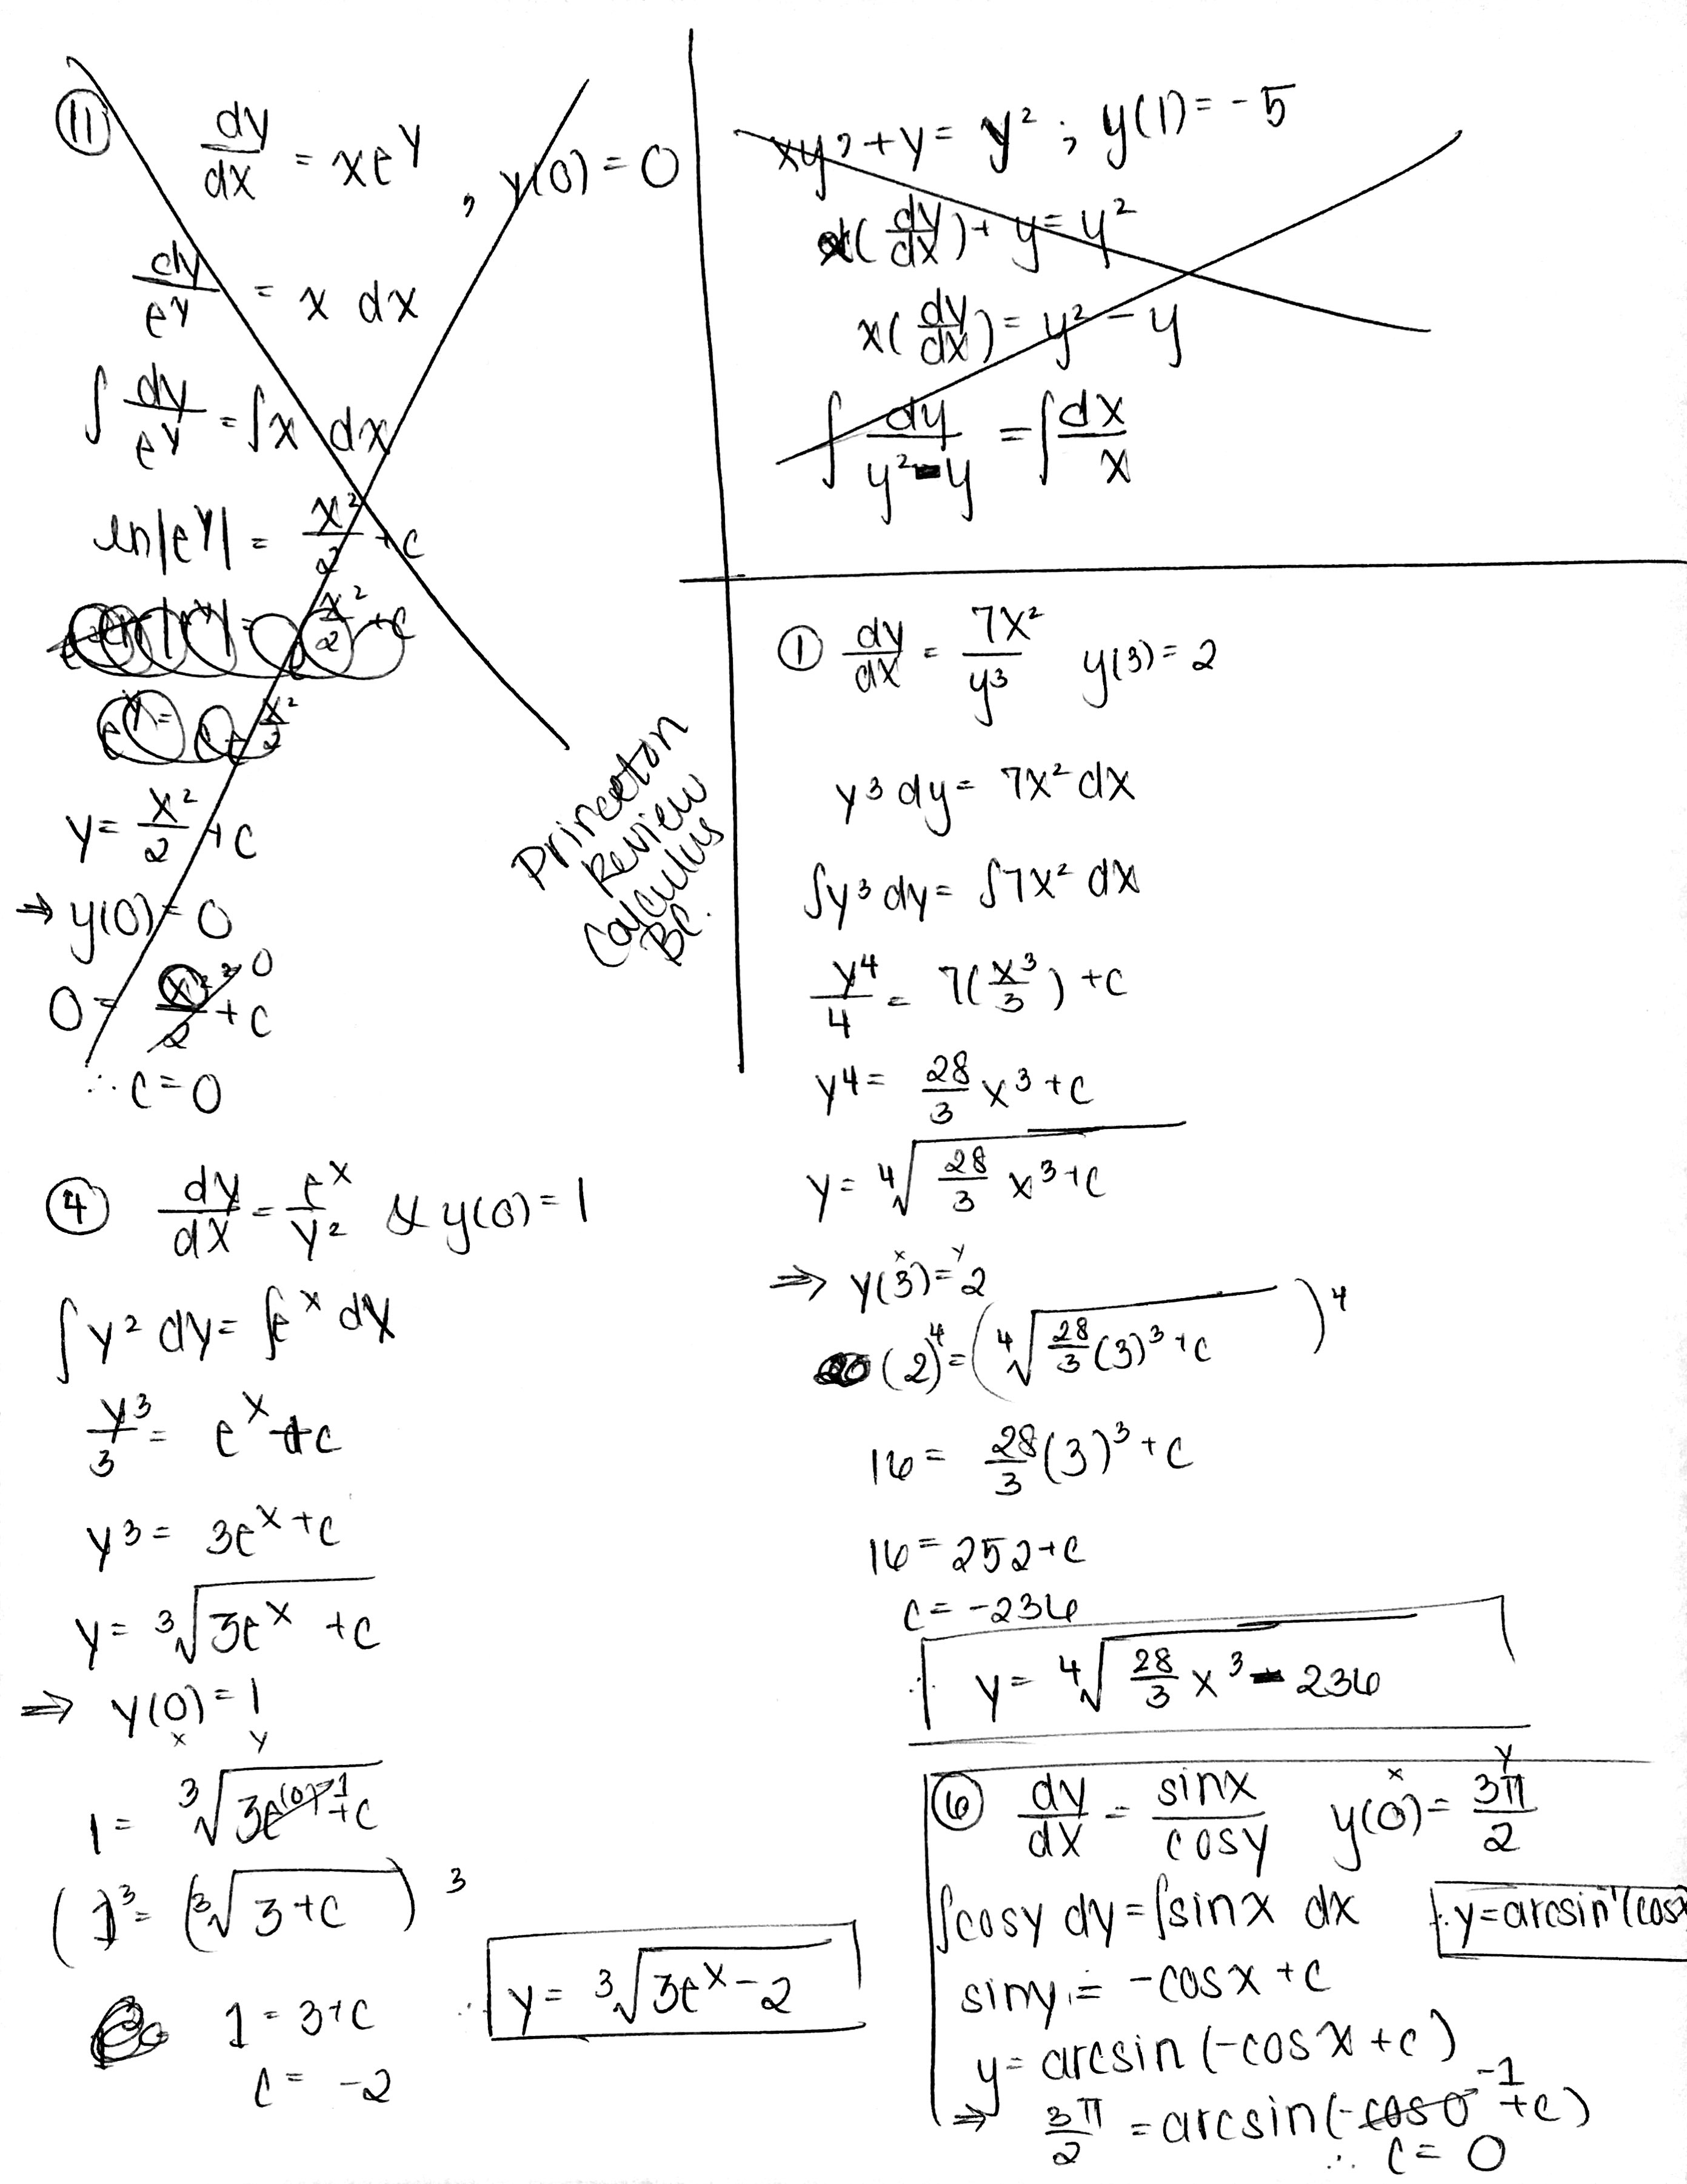 ⑪ dy/dx = xe^y , y(0) = 0
dy/e^y = x dx
∫ dy/e^y = ∫x dx
ln|e^y| = x²/2 + c
y = x²/2 + c
⇒ y(0) = 0
0 = x²/2 + c
0
∴ c = 0
Princeton
Review
Calculus
BC.
xy' + y = y² ; y(1) = -5
x(dy/dx) + y = y²
x(dy/dx) = y² - y
∫ dy/(y² - y) = ∫ dx/x
① dy/dx = 7x²/y³ y(3) = 2
y³ dy = 7x² dx
∫y³ dy = ∫7x² dx
y⁴/4 = 7(x³/3) + c
y⁴ = 28/3 x³ + c
y = ⁴√(28/3 x³ + c)
x y
⇒ y(3) = 2
(2)⁴ = (⁴√(28/3 (3)³ + c))⁴
16 = 28/3 (3)³ + c
16 = 252 + c
c = -236
∴ y = ⁴√(28/3 x³ - 236)
④ dy/dx = e^x/y² & y(0) = 1
∫ y² dy = ∫e^x dx
y³/3 = e^x + c
y³ = 3e^x + c
y = ³√(3e^x + c)
⇒ y(0) = 1
x y
1 = ³√(3e^(0) + c)
1
(1)³ = (³√(3 + c))³
1 = 3 + c
c = -2
∴ y = ³√(3e^x - 2)
⑥ dy/dx = sinx/cosy y(0) = 3π/2
x y
∫cosy dy = ∫sinx dx
∴ y = arcsin(cosx
siny = -cosx + c
y = arcsin(-cosx + c)
⇒ 3π/2 = arcsin(-cos0 + c)
-1
∴ c = 0